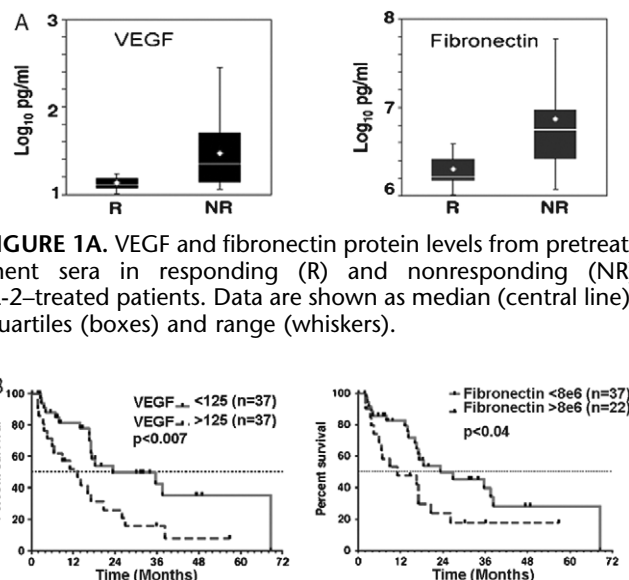 A
VEGF
Log10 pg/ml
3
2
1
R
NR
Fibronectin
Log10 pg/ml
8
7
6
R
NR
IGURE 1A. VEGF and fibronectin protein levels from pretreat
ment sera in responding (R) and nonresponding (NR
-2–treated patients. Data are shown as median (central line)
uartiles (boxes) and range (whiskers).
VEGF <125 (n=37)
VEGF >125 (n=37)
p<0.007
100
80
60
40
20
0
0 12 24 36 48 60 72
Time (Months)
Fibronectin <8e6 (n=37)
Fibronectin >8e6 (n=22)
p<0.04
Percent survival
100
80
60
40
20
0
0 12 24 36 48 60 72
Time (Months)